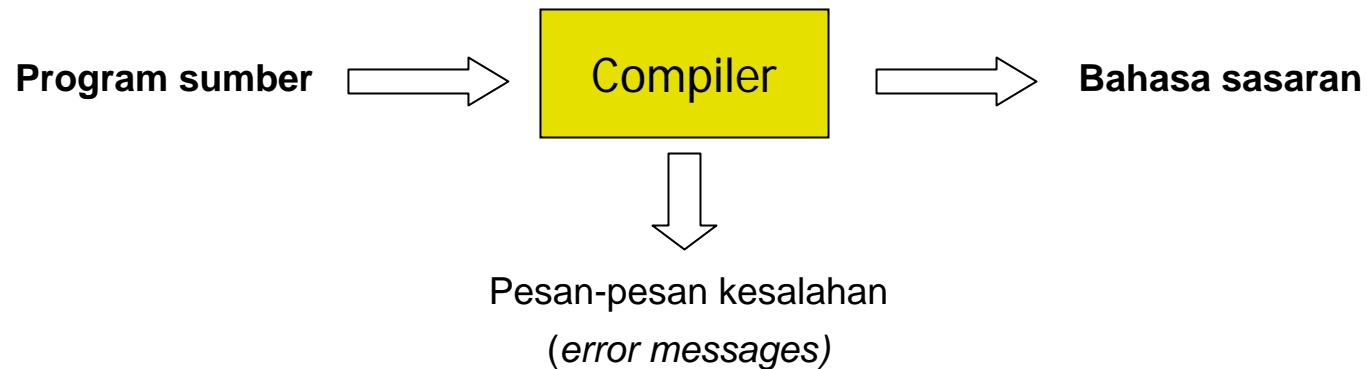 Program sumber
Compiler
Bahasa sasaran
Pesan-pesan kesalahan
(error messages)